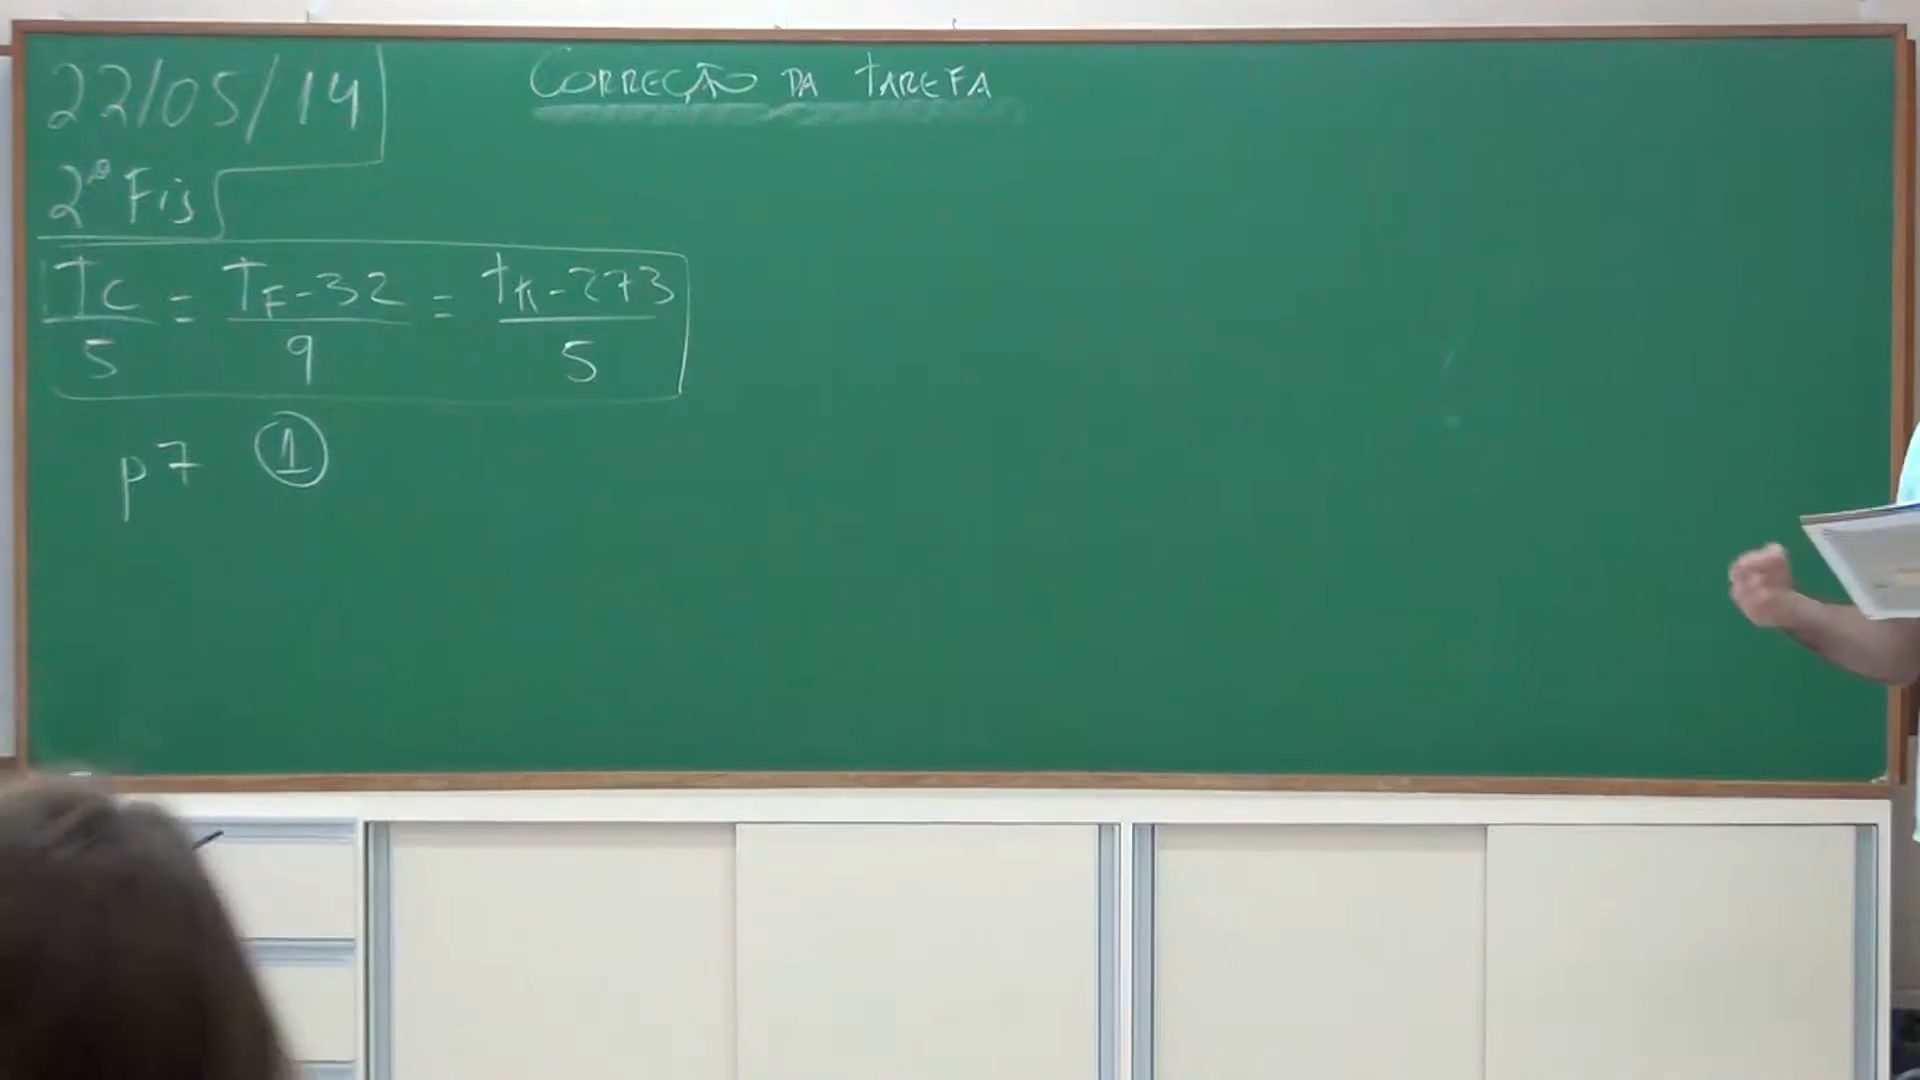 22/05/14
CORREÇÃO DA TAREFA
2º Fis
TC/5 = TF-32/9 = tK-273/5
p7 ①